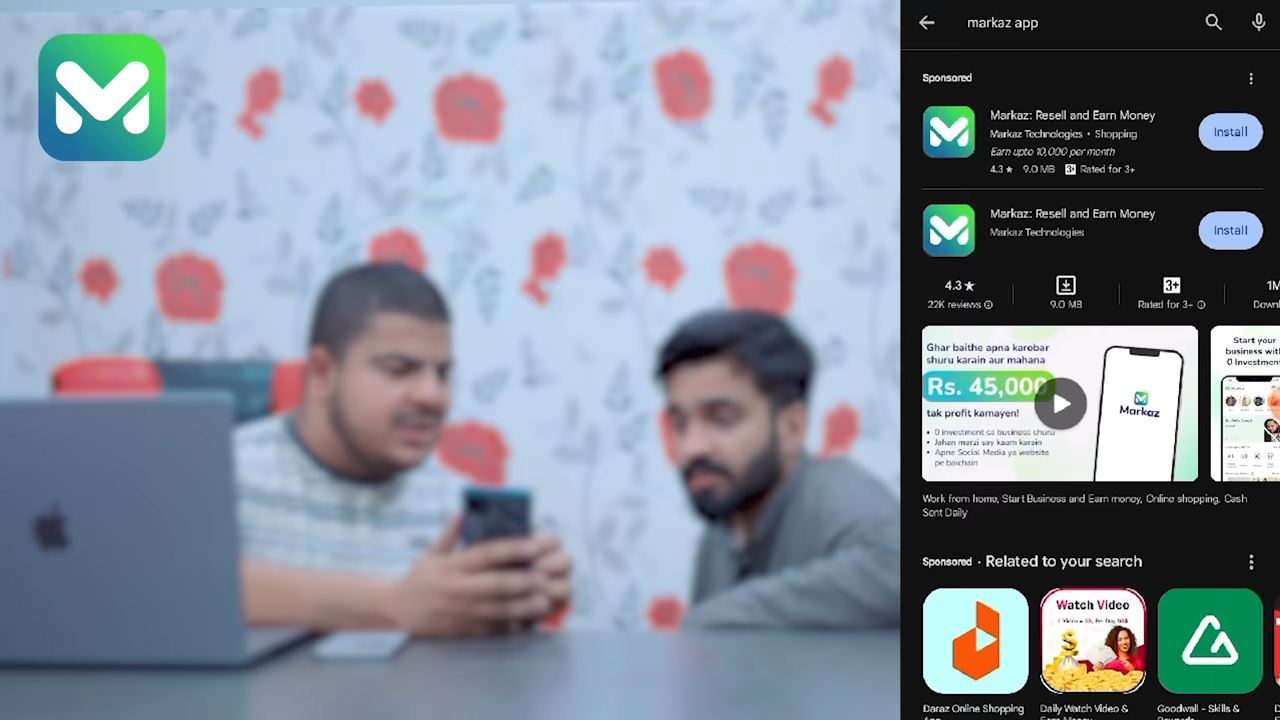 markaz app
Sponsored
Markaz: Resell and Earn Money
Markaz Technologies • Shopping
Earn upto 10,000 per month
4.3★ 9.0 MB 3+ Rated for 3+
Install
Markaz: Resell and Earn Money
Markaz Technologies
Install
4.3★
22K reviews
9.0 MB
3+
Rated for 3+
1M
Ghar baithe apna karobar
shuru karain aur mahana
Rs. 45,000
tak profit kamayen!
• 0 investment se business shuru
• Jahan marzi say kaam karain
• Apne Social Media ya website
pe baichain
Markaz
Start your
business with
0 Investment
Work from home, Start Business and Earn money, Online shopping, Cash
Sent Daily
Sponsored · Related to your search
Watch Video
Daraz Online Shopping
Daily Watch Video &
Goodwall - Skills &